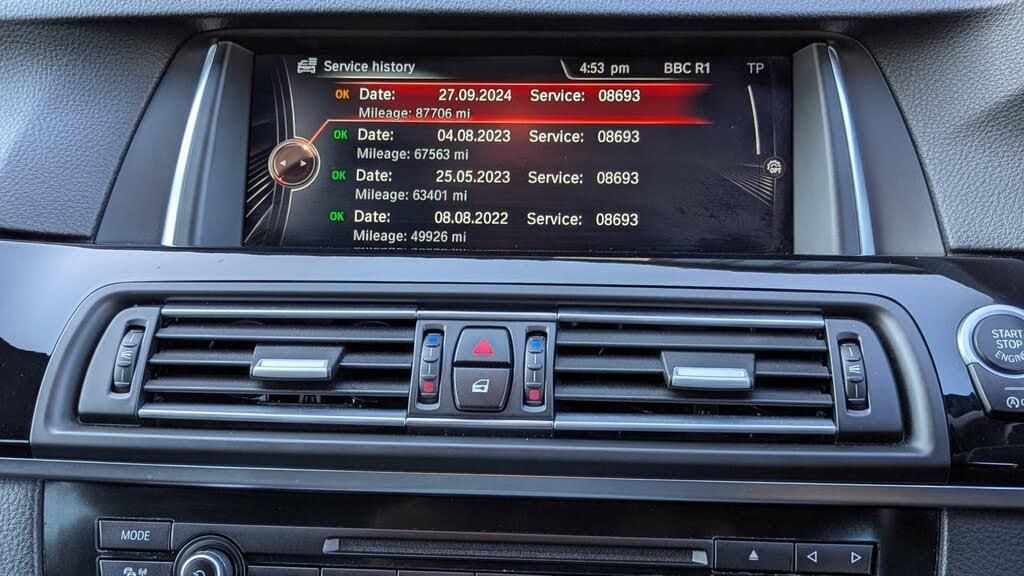 Service history 4:53 pm BBC R1 TP
OK Date: 27.09.2024 Service: 08693
Mileage: 87706 mi
OK Date: 04.08.2023 Service: 08693
Mileage: 67563 mi
OK Date: 25.05.2023 Service: 08693
Mileage: 63401 mi
OK Date: 08.08.2022 Service: 08693
Mileage: 49926 mi
OPT
START
STOP
ENGINE
MODE